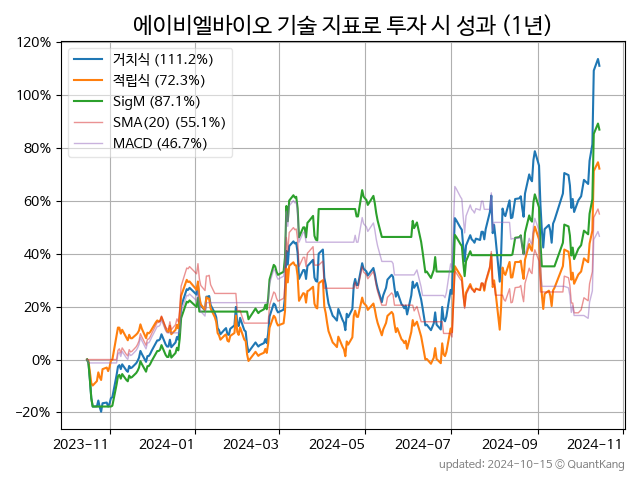 에이비엘바이오 기술 지표로 투자 시 성과 (1년)
120%
100%
80%
60%
40%
20%
0%
−20%
거치식 (111.2%)
적립식 (72.3%)
SigM (87.1%)
SMA(20) (55.1%)
MACD (46.7%)
2023-11
2024-01
2024-03
2024-05
2024-07
2024-09
2024-11
updated: 2024-10-15 © QuantKang